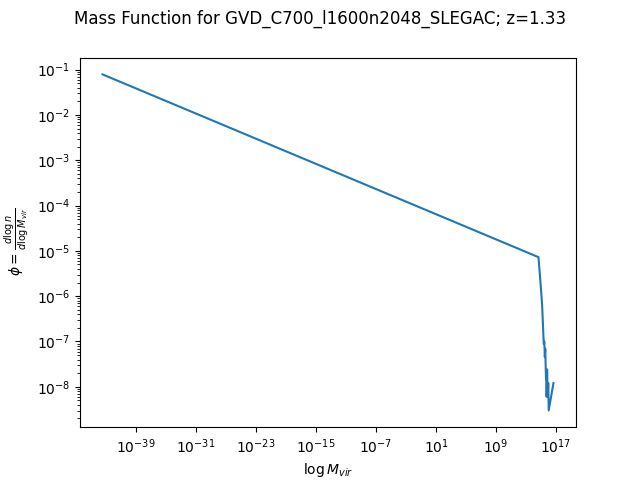 Mass Function for GVD_C700_l1600n2048_SLEGAC; z=1.33
10⁻¹
10⁻²
10⁻³
10⁻⁴
10⁻⁵
10⁻⁶
10⁻⁷
10⁻⁸
ϕ = d log n / d log M_vir
10⁻³⁹ 10⁻³¹ 10⁻²³ 10⁻¹⁵ 10⁻⁷ 10¹ 10⁹ 10¹⁷
log M_vir